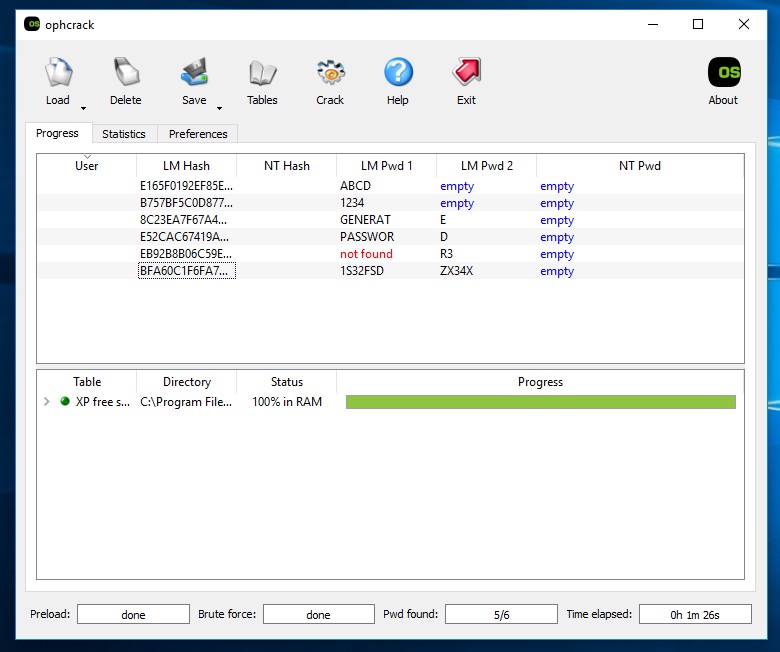 OS ophcrack
Load Delete Save Tables Crack Help Exit OS About
Progress Statistics Preferences
User LM Hash NT Hash LM Pwd 1 LM Pwd 2 NT Pwd
E165F0192EF85E... ABCD empty empty
B757BF5C0D877... 1234 empty empty
8C23EA7F67A4... GENERAT E empty
E52CAC67419A... PASSWOR D empty
EB92B8B06C59E... not found R3 empty
BFA60C1F6FA7... 1S32FSD ZX34X empty
Table Directory Status Progress
XP free s... C:\Program File... 100% in RAM
Preload: done Brute force: done Pwd found: 5/6 Time elapsed: 0h 1m 26s